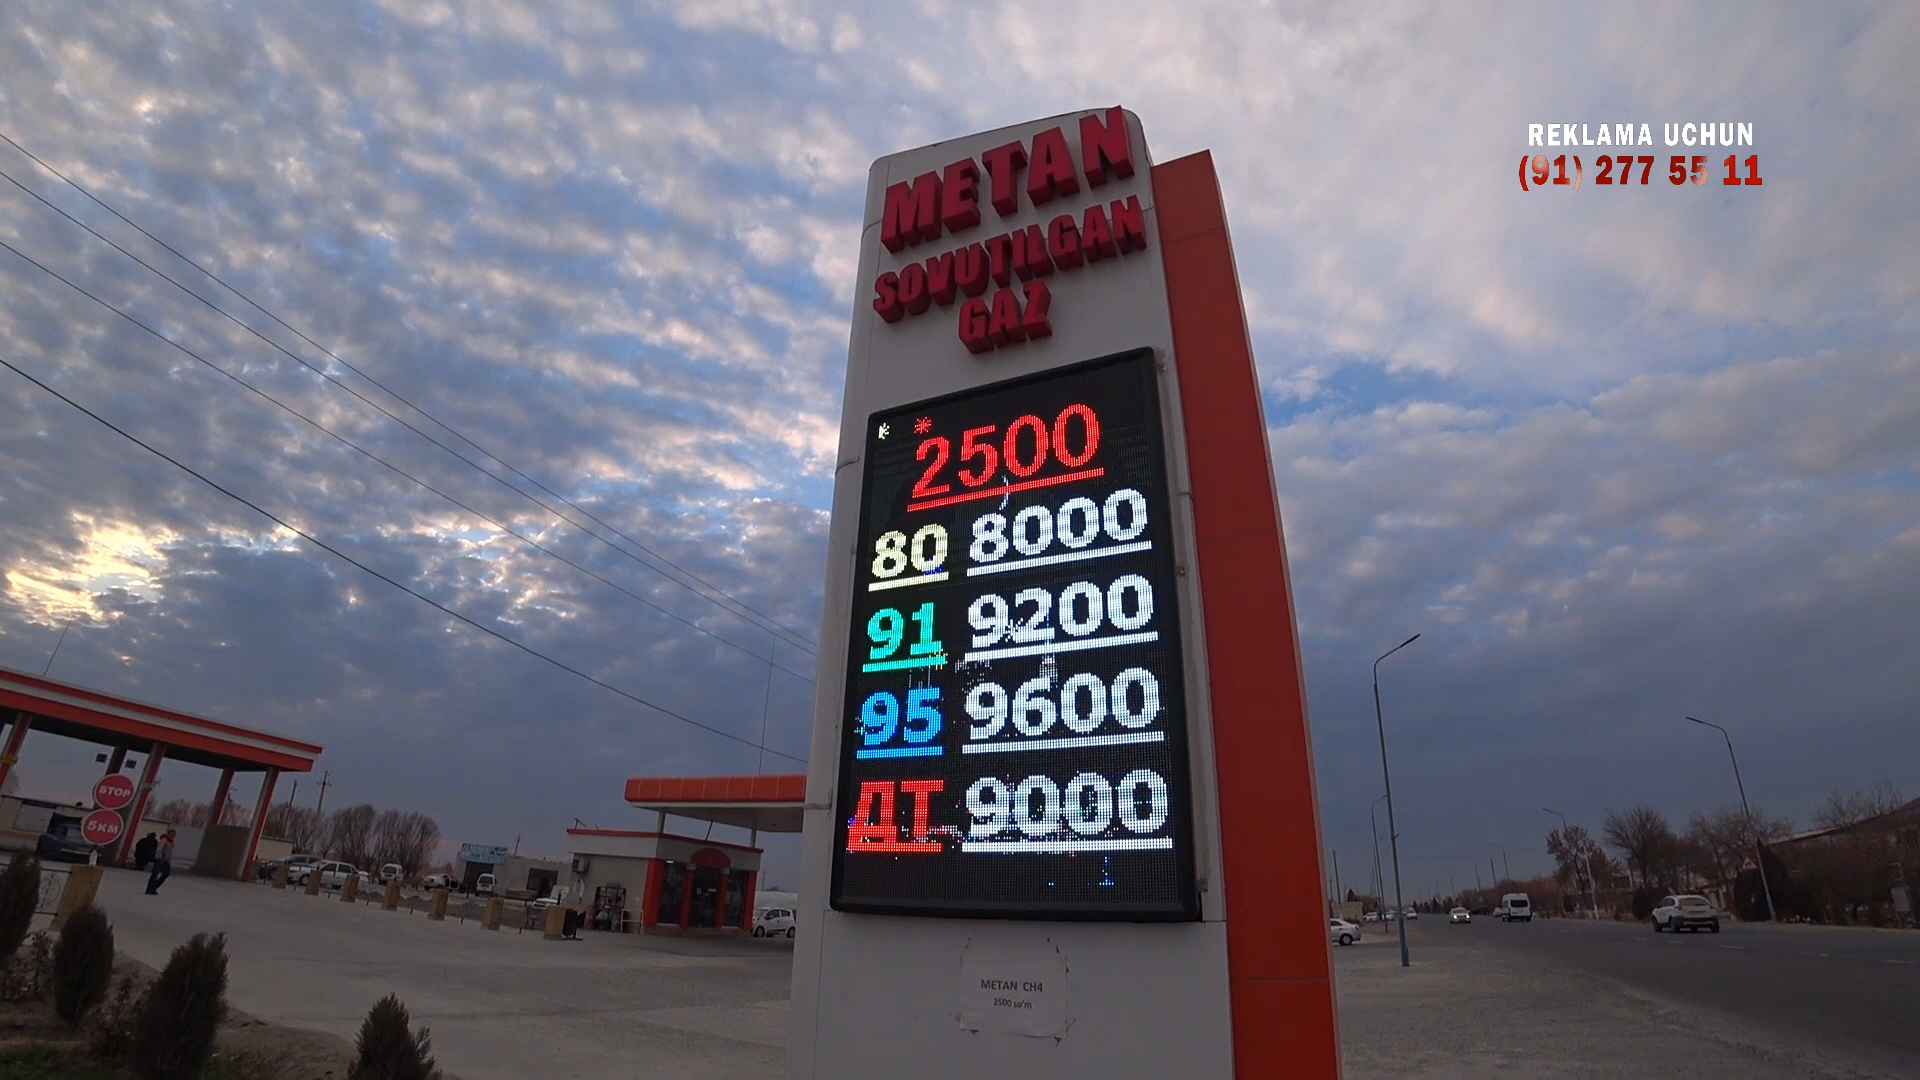 REKLAMA UCHUN
(91) 277 55 11
METAN
SOVUTILGAN
GAZ
2500
80 8000
91 9200
95 9600
ДТ 9000
METAN CH4
2500 so'm
STOP
5KM